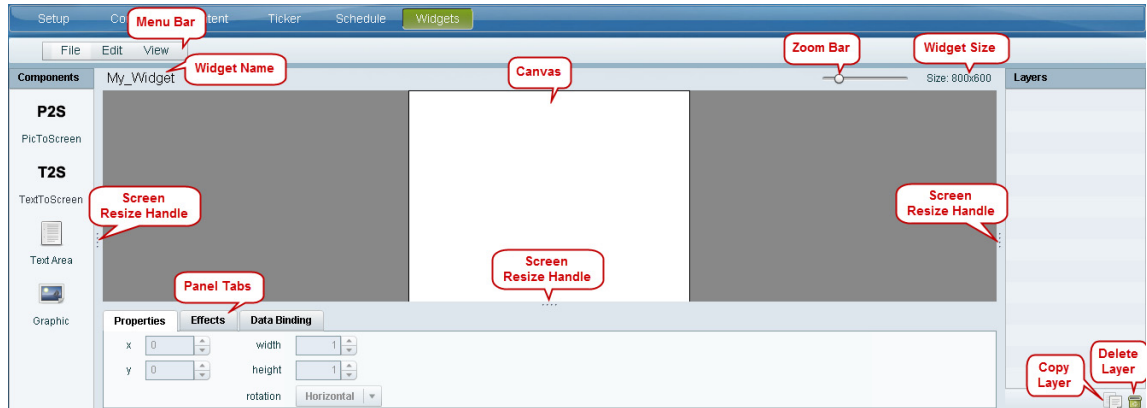 Setup Co tent Ticker Schedule Widgets
Menu Bar
File Edit View
Widget Name
Zoom Bar
Widget Size
Components
My_Widget
Canvas
Size: 800x600
Layers
P2S
PicToScreen
T2S
TextToScreen
Screen
Resize Handle
Screen
Resize Handle
Text Area
Screen
Resize Handle
Graphic
Panel Tabs
Properties Effects Data Binding
x 0 width 1
y 0 height 1
rotation Horizontal
Copy
Layer
Delete
Layer